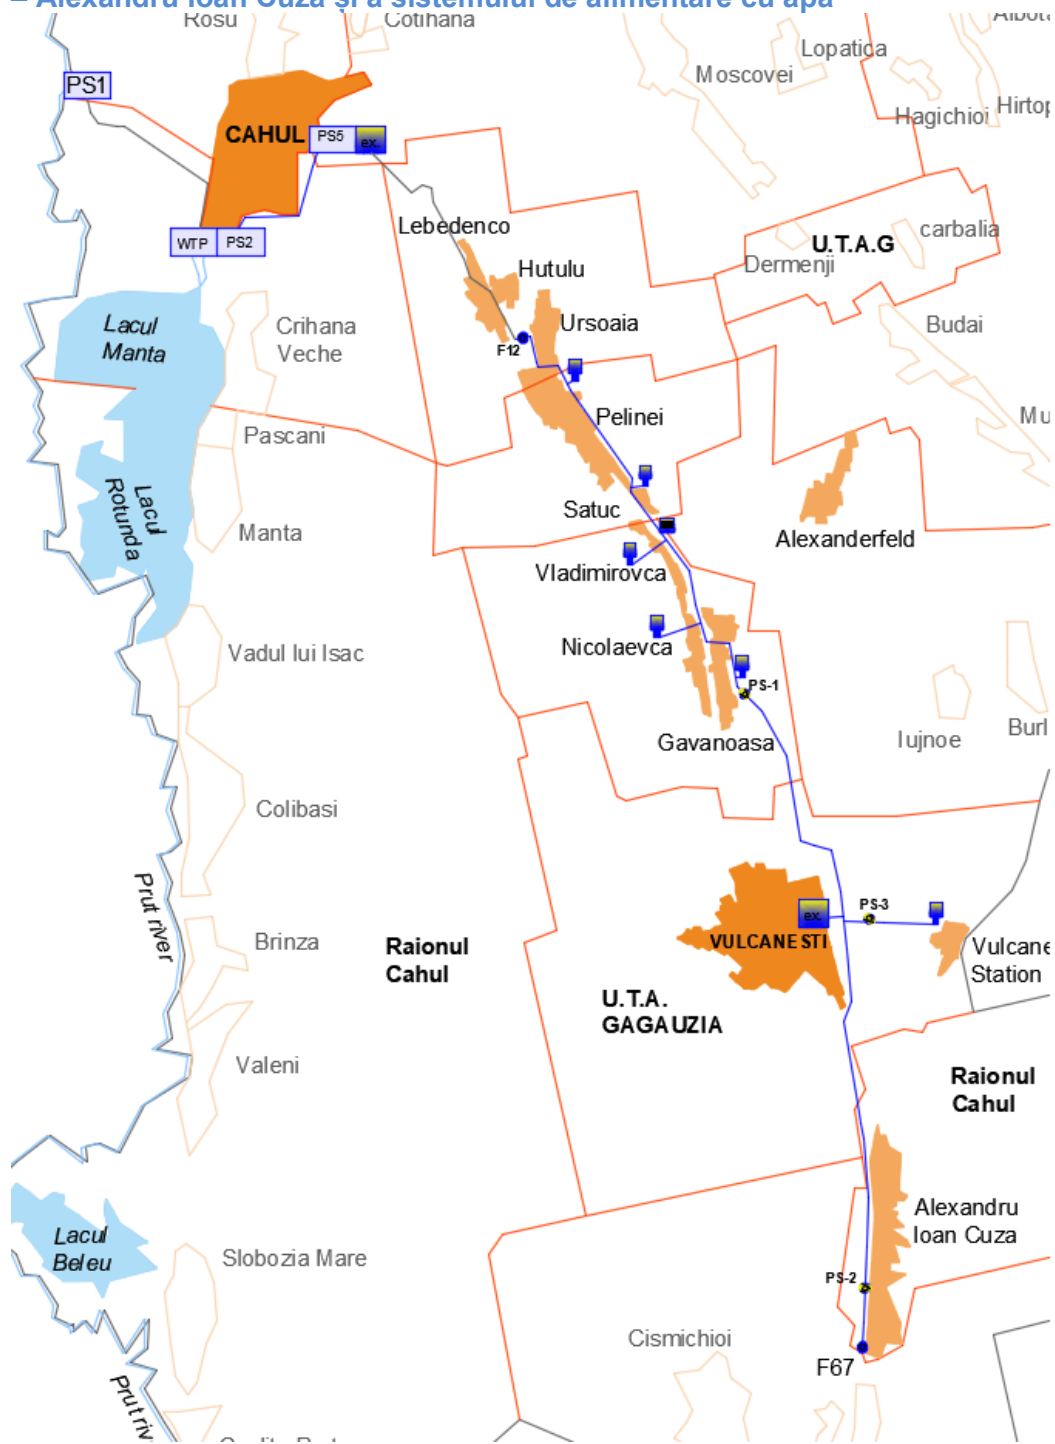 – Alexandru Ioan Cuza și a sistemului de alimentare cu apă
Rosu
Cotihana
Lopatica
Moscovei
Hagichioi
PS1
CAHUL
PS5
ex.
Lebedenco
carbalia
U.T.A.G
Dermenji
WTP
PS2
Hutulu
Ursoaia
Lacul
Manta
Crihana
Veche
F12
Budai
Pelinei
Pascani
Lacul
Rotunda
Satuc
Manta
Alexanderfeld
Vladimirovca
Nicolaevca
Vadul lui Isac
PS-1
Gavanoasa
Iujnoe
Burl
Colibasi
Prut river
PS-3
ex.
VULCANESTI
Brinza
Raionul
Cahul
Vulcane
Station
U.T.A.
GAGAUZIA
Valeni
Raionul
Cahul
Alexandru
Ioan Cuza
Lacul
Beleu
Slobozia Mare
PS-2
Cismichioi
F67
Prut riv